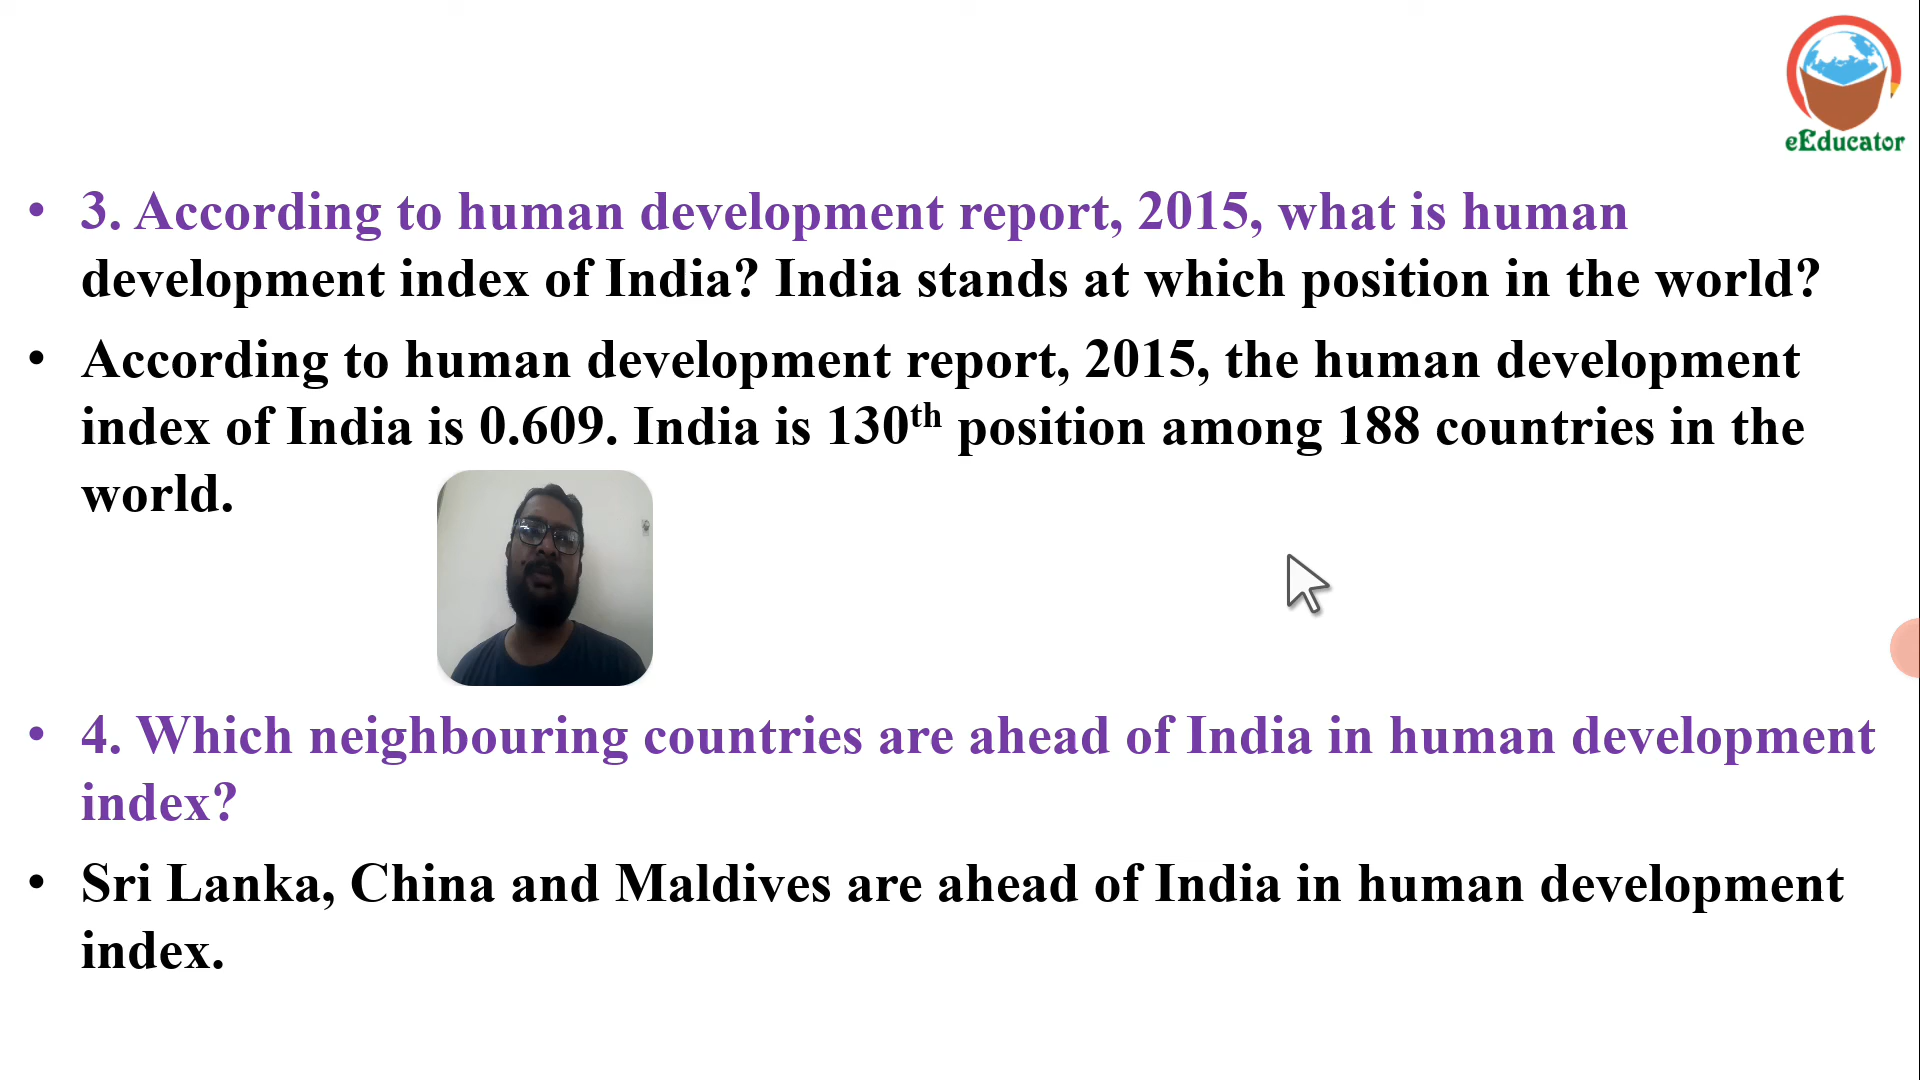 eEducator
• 3. According to human development report, 2015, what is human
development index of India? India stands at which position in the world?
• According to human development report, 2015, the human development
index of India is 0.609. India is 130th position among 188 countries in the
world.
• 4. Which neighbouring countries are ahead of India in human development
index?
• Sri Lanka, China and Maldives are ahead of India in human development
index.